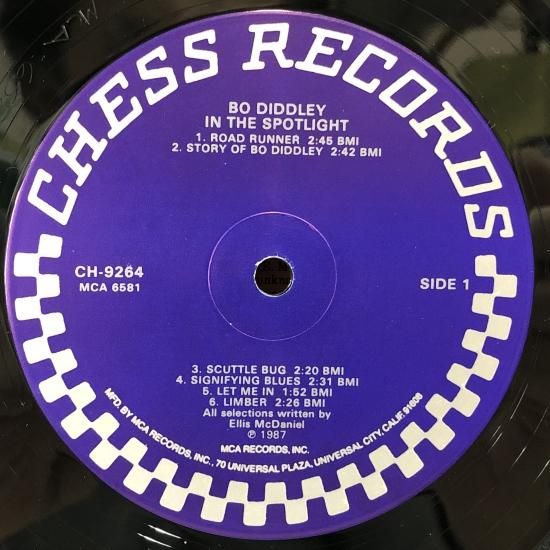 CHESS RECORDS
BO DIDDLEY
IN THE SPOTLIGHT
1. ROAD RUNNER 2:45 BMI
2. STORY OF BO DIDDLEY 2:42 BMI
CH-9264
MCA 6581
SIDE 1
3. SCUTTLE BUG 2:20 BMI
4. SIGNIFYING BLUES 2:31 BMI
5. LET ME IN 1:52 BMI
6. LIMBER 2:26 BMI
All selections written by
Ellis McDaniel
℗ 1987
MCA RECORDS, INC.
MFD. BY MCA RECORDS, INC., 70 UNIVERSAL PLAZA, UNIVERSAL CITY, CALIF. 91608